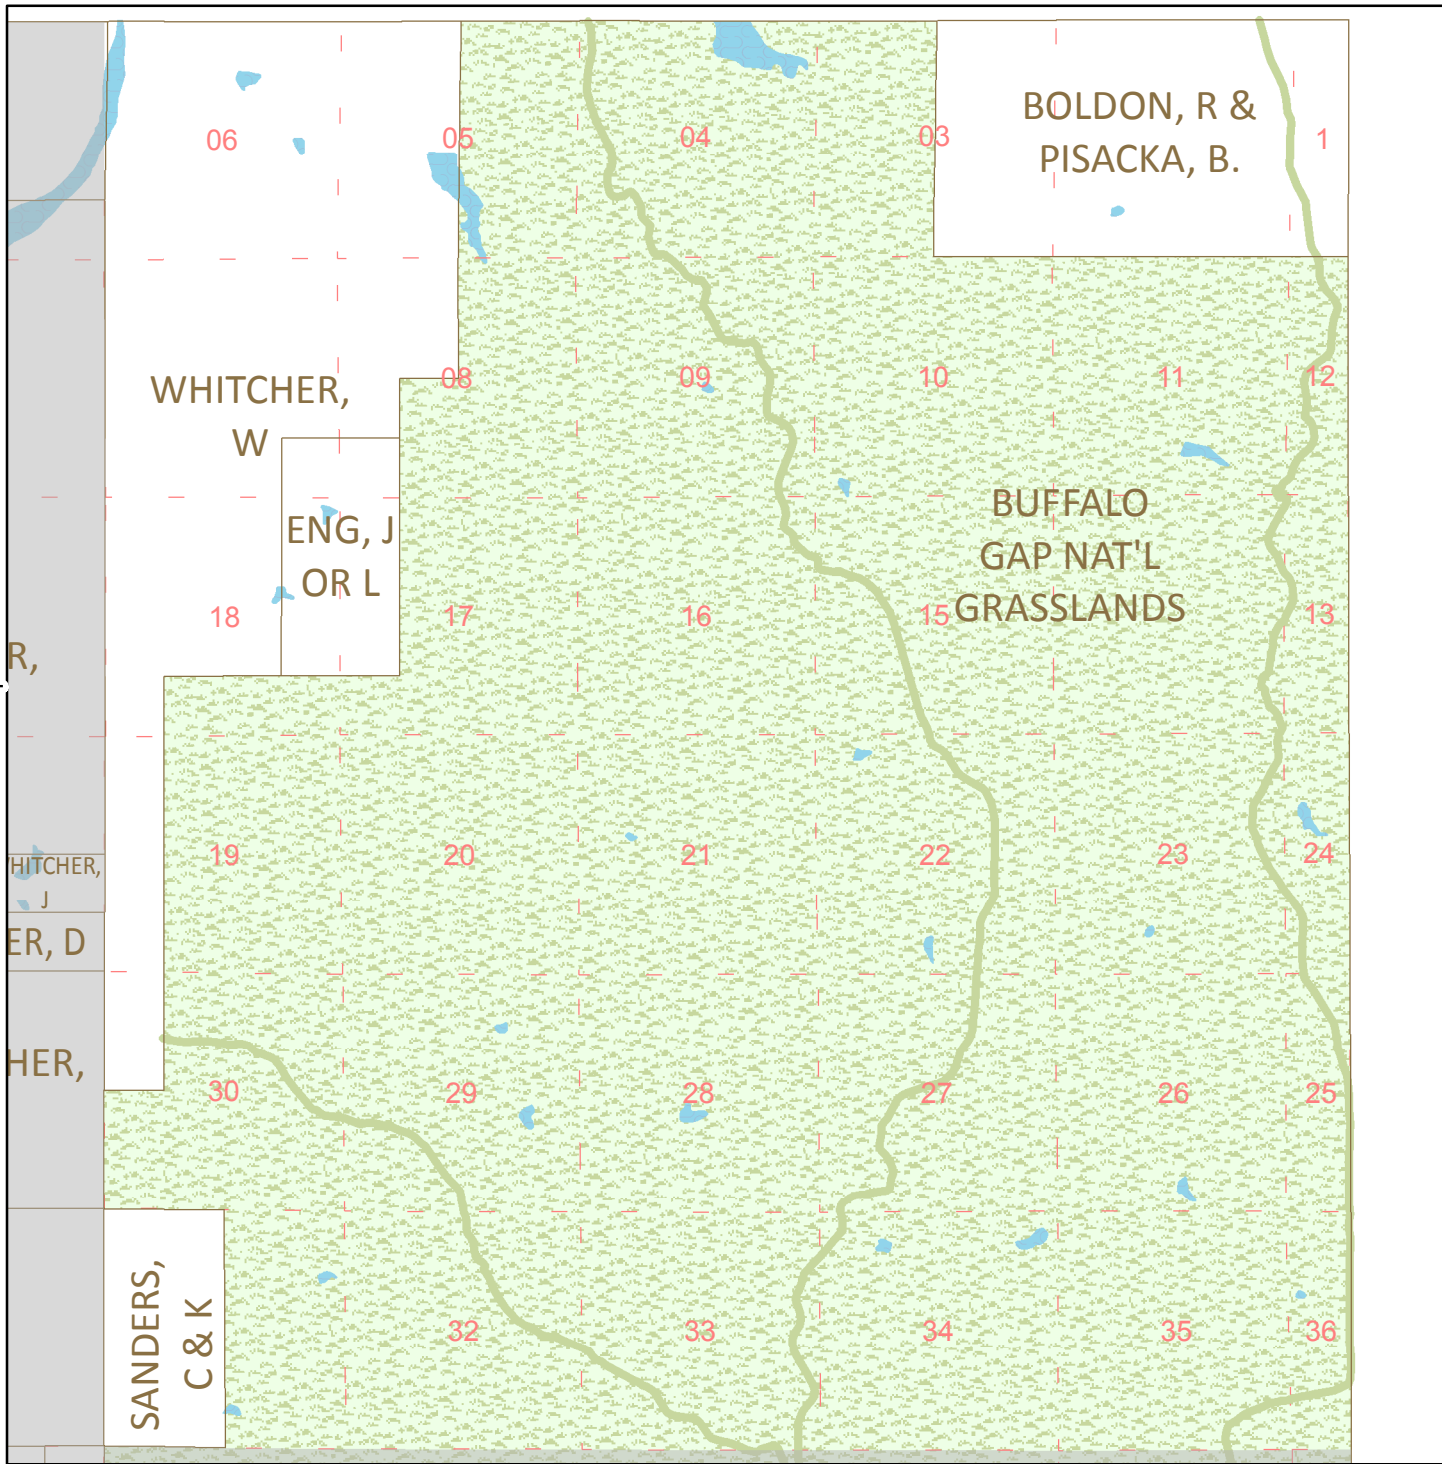 06
05
04
03
BOLDON, R &
PISACKA, B.
1
WHITCHER,
W
08
09
10
11
12
ENG, J
OR L
BUFFALO
GAP NAT'L
GRASSLANDS
18
17
16
15
13
R,
19
20
21
22
23
24
HITCHER,
J
ER, D
HER,
30
29
28
27
26
25
SANDERS,
C & K
32
33
34
35
36